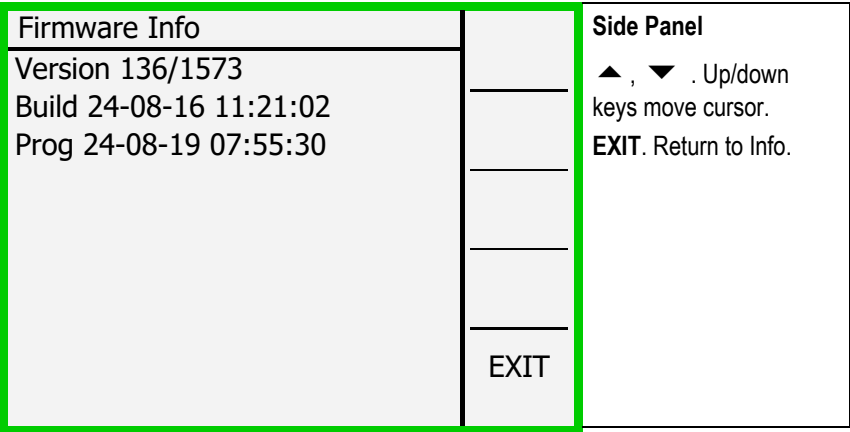 Firmware Info
Version 136/1573
Build 24-08-16 11:21:02
Prog 24-08-19 07:55:30
EXIT
Side Panel
▲ , ▼ . Up/down
keys move cursor.
EXIT. Return to Info.